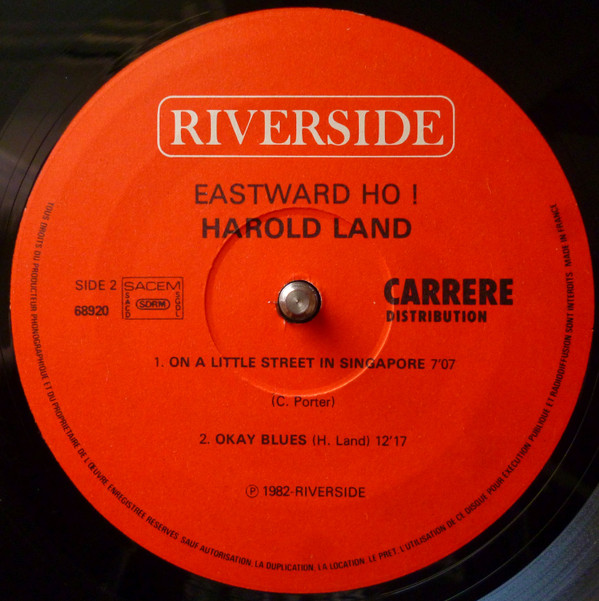 RIVERSIDE
EASTWARD HO !
HAROLD LAND
SIDE 2
68920
SACEM
SACD
SDRM
SGDL
CARRERE
DISTRIBUTION
1. ON A LITTLE STREET IN SINGAPORE 7'07
(C. Porter)
2. OKAY BLUES (H. Land) 12'17
Ⓟ 1982-RIVERSIDE
TOUS DROITS DU PRODUCTEUR PHONOGRAPHIQUE ET DU PROPRIETAIRE DE L'ŒUVRE ENREGISTREE RESERVES. SAUF AUTORISATION, LA DUPLICATION, LA LOCATION, LE PRET, L'UTILISATION DE CE DISQUE POUR EXECUTION PUBLIQUE ET RADIODIFFUSION SONT INTERDITS. MADE IN FRANCE.